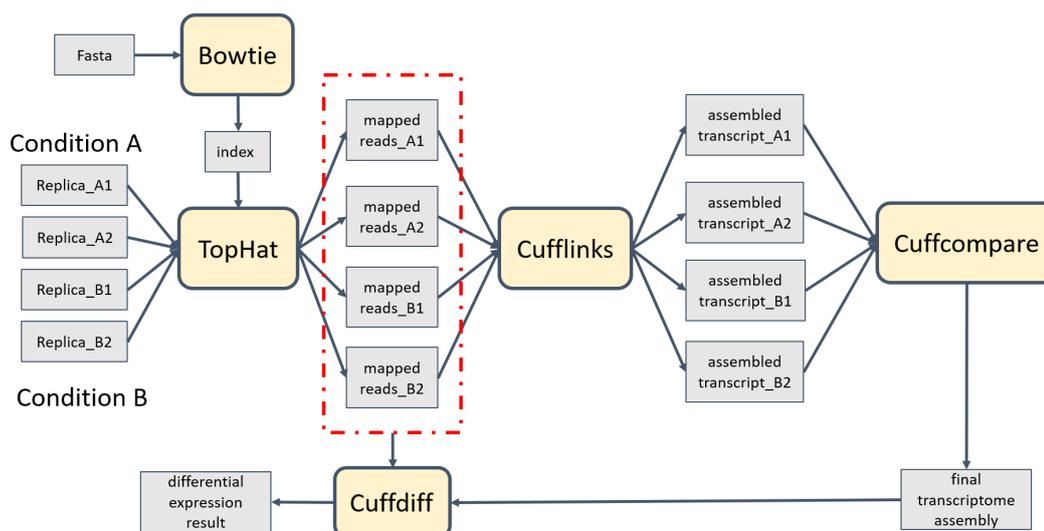 Fasta
Bowtie
index
Condition A
Replica_A1
Replica_A2
Replica_B1
Replica_B2
Condition B
TopHat
mapped
reads_A1
mapped
reads_A2
mapped
reads_B1
mapped
reads_B2
Cufflinks
assembled
transcript_A1
assembled
transcript_A2
assembled
transcript_B1
assembled
transcript_B2
Cuffcompare
final
transcriptome
assembly
Cuffdiff
differential
expression
result